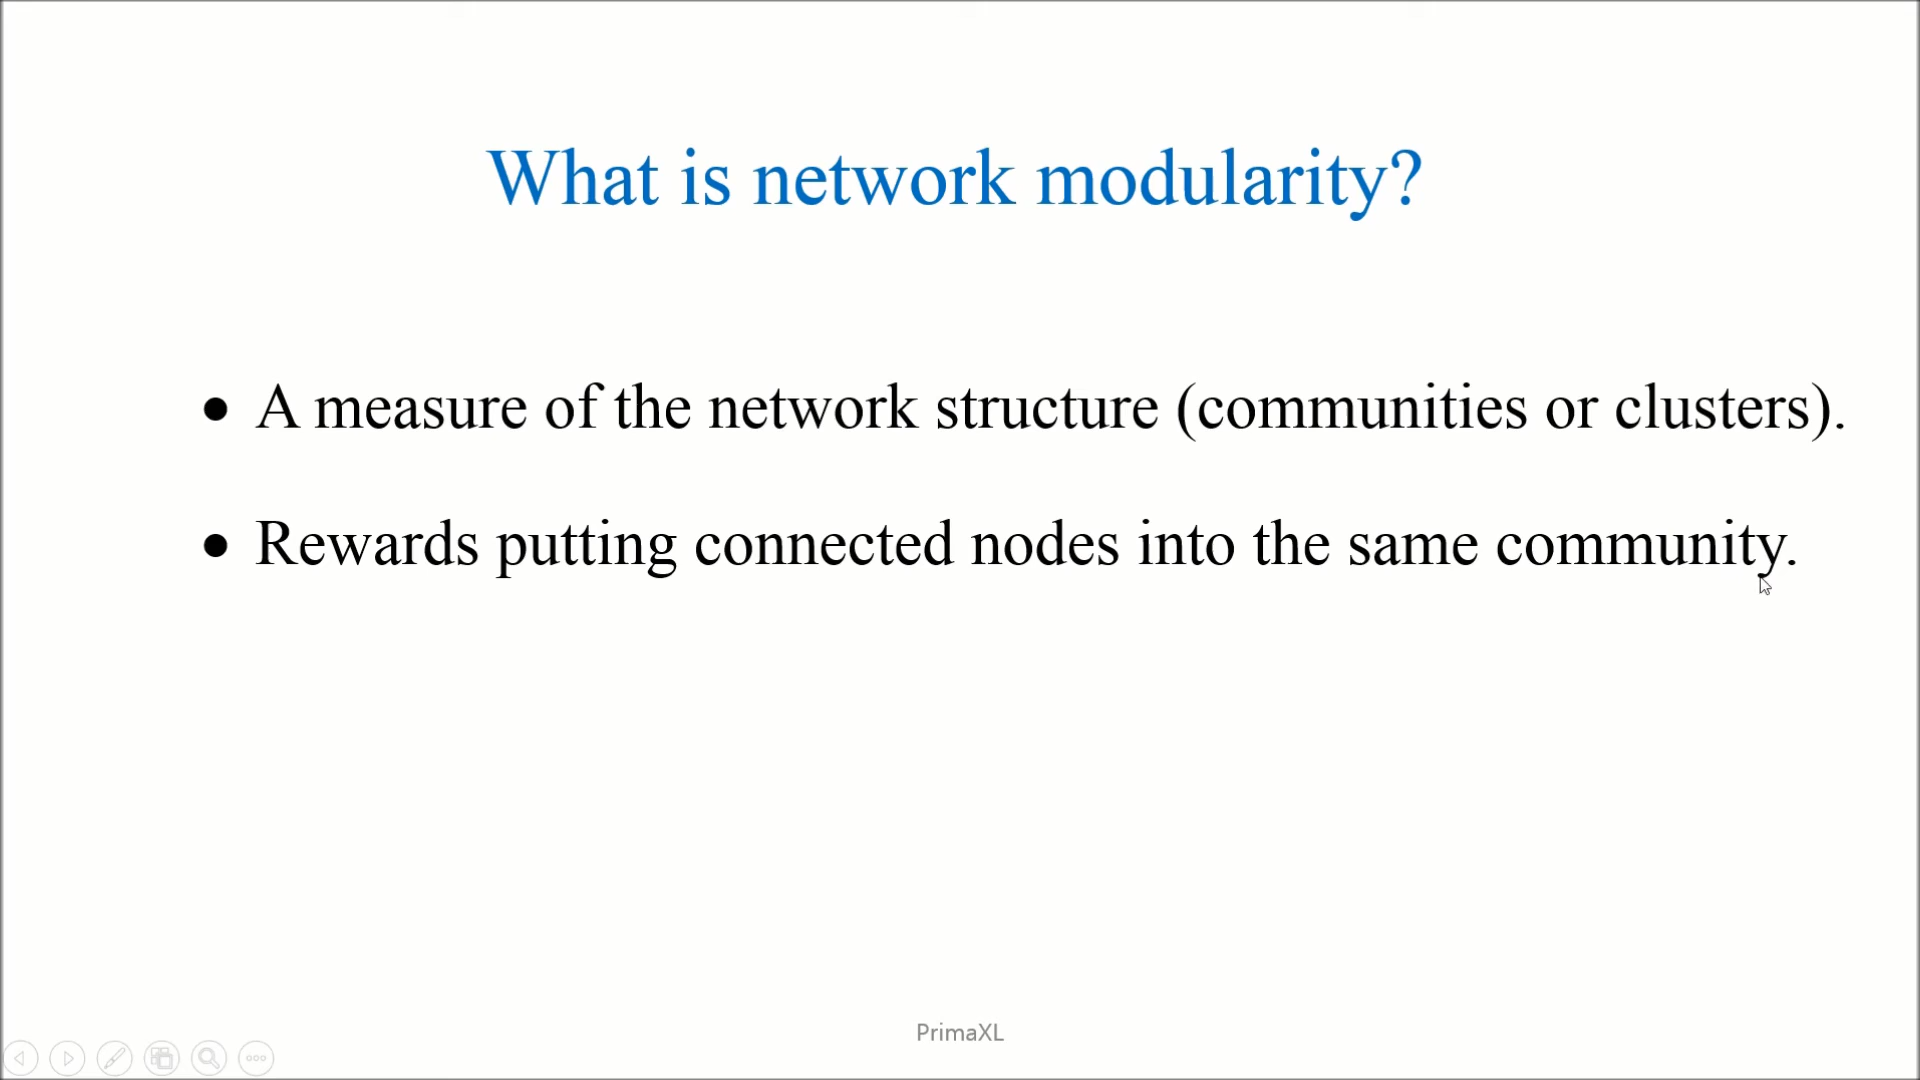 What is network modularity?
• A measure of the network structure (communities or clusters).
• Rewards putting connected nodes into the same community.
PrimaXL